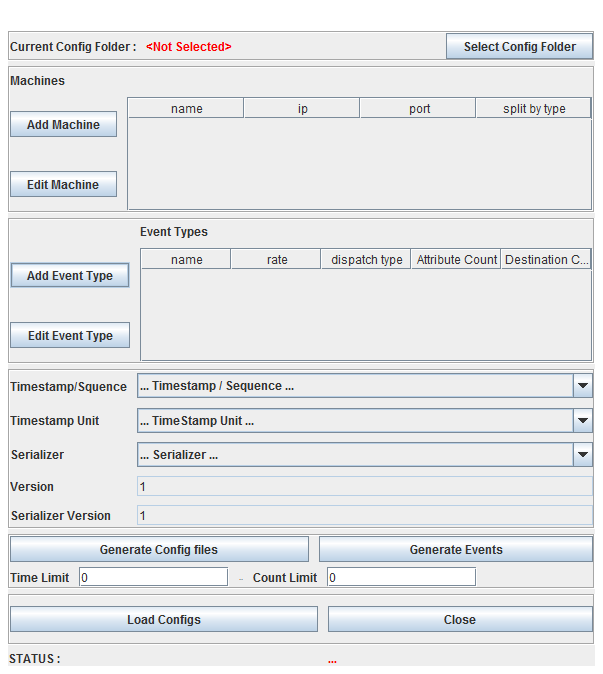 Current Config Folder : <Not Selected> Select Config Folder
Machines
name ip port split by type
Add Machine
Edit Machine
Event Types
name rate dispatch type Attribute Count Destination C...
Add Event Type
Edit Event Type
Timestamp/Squence ... Timestamp / Sequence ...
Timestamp Unit ... TimeStamp Unit ...
Serializer ... Serializer ...
Version 1
Serializer Version 1
Generate Config files Generate Events
Time Limit 0 - Count Limit 0
Load Configs Close
STATUS : ...